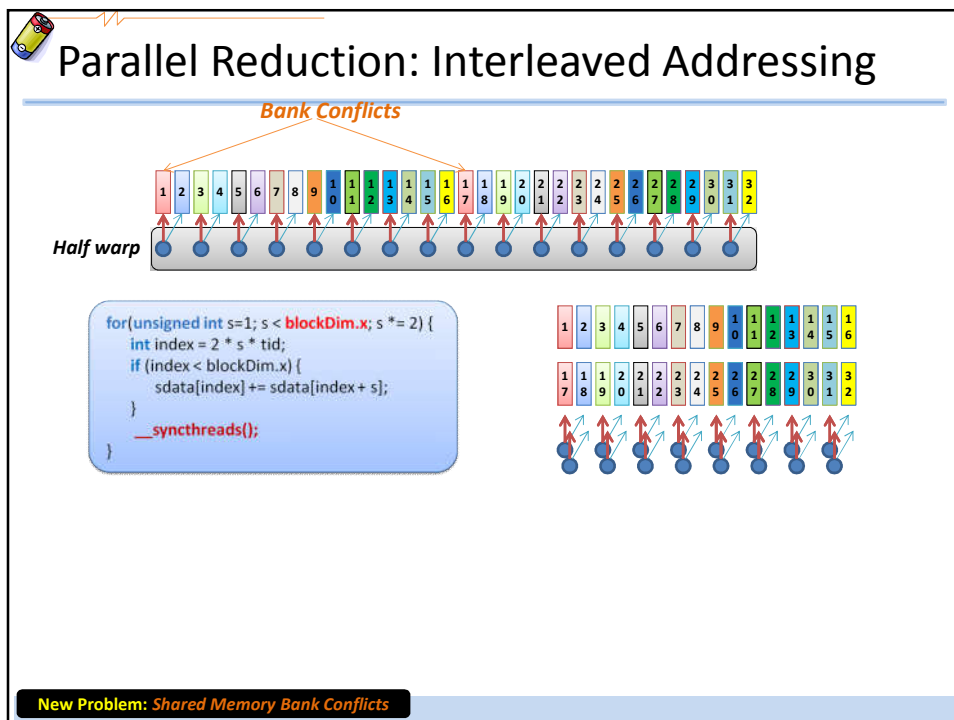 Parallel Reduction: Interleaved Addressing
Bank Conflicts
1 2 3 4 5 6 7 8 9 10 11 12 13 14 15 16 17 18 19 20 21 22 23 24 25 26 27 28 29 30 31 32
Half warp
for(unsigned int s=1; s < blockDim.x; s *= 2) {
int index = 2 * s * tid;
if (index < blockDim.x) {
sdata[index] += sdata[index + s];
}
__syncthreads();
}
1 2 3 4 5 6 7 8 9 10 11 12 13 14 15 16
17 18 19 20 21 22 23 24 25 26 27 28 29 30 31 32
New Problem: Shared Memory Bank Conflicts